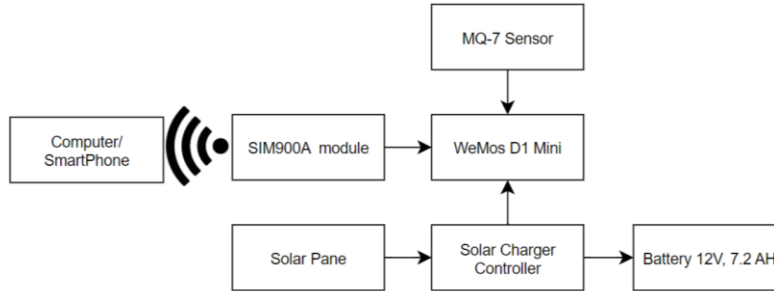 MQ-7 Sensor
Computer/
SmartPhone
SIM900A module
WeMos D1 Mini
Solar Pane
Solar Charger
Controller
Battery 12V, 7.2 AH